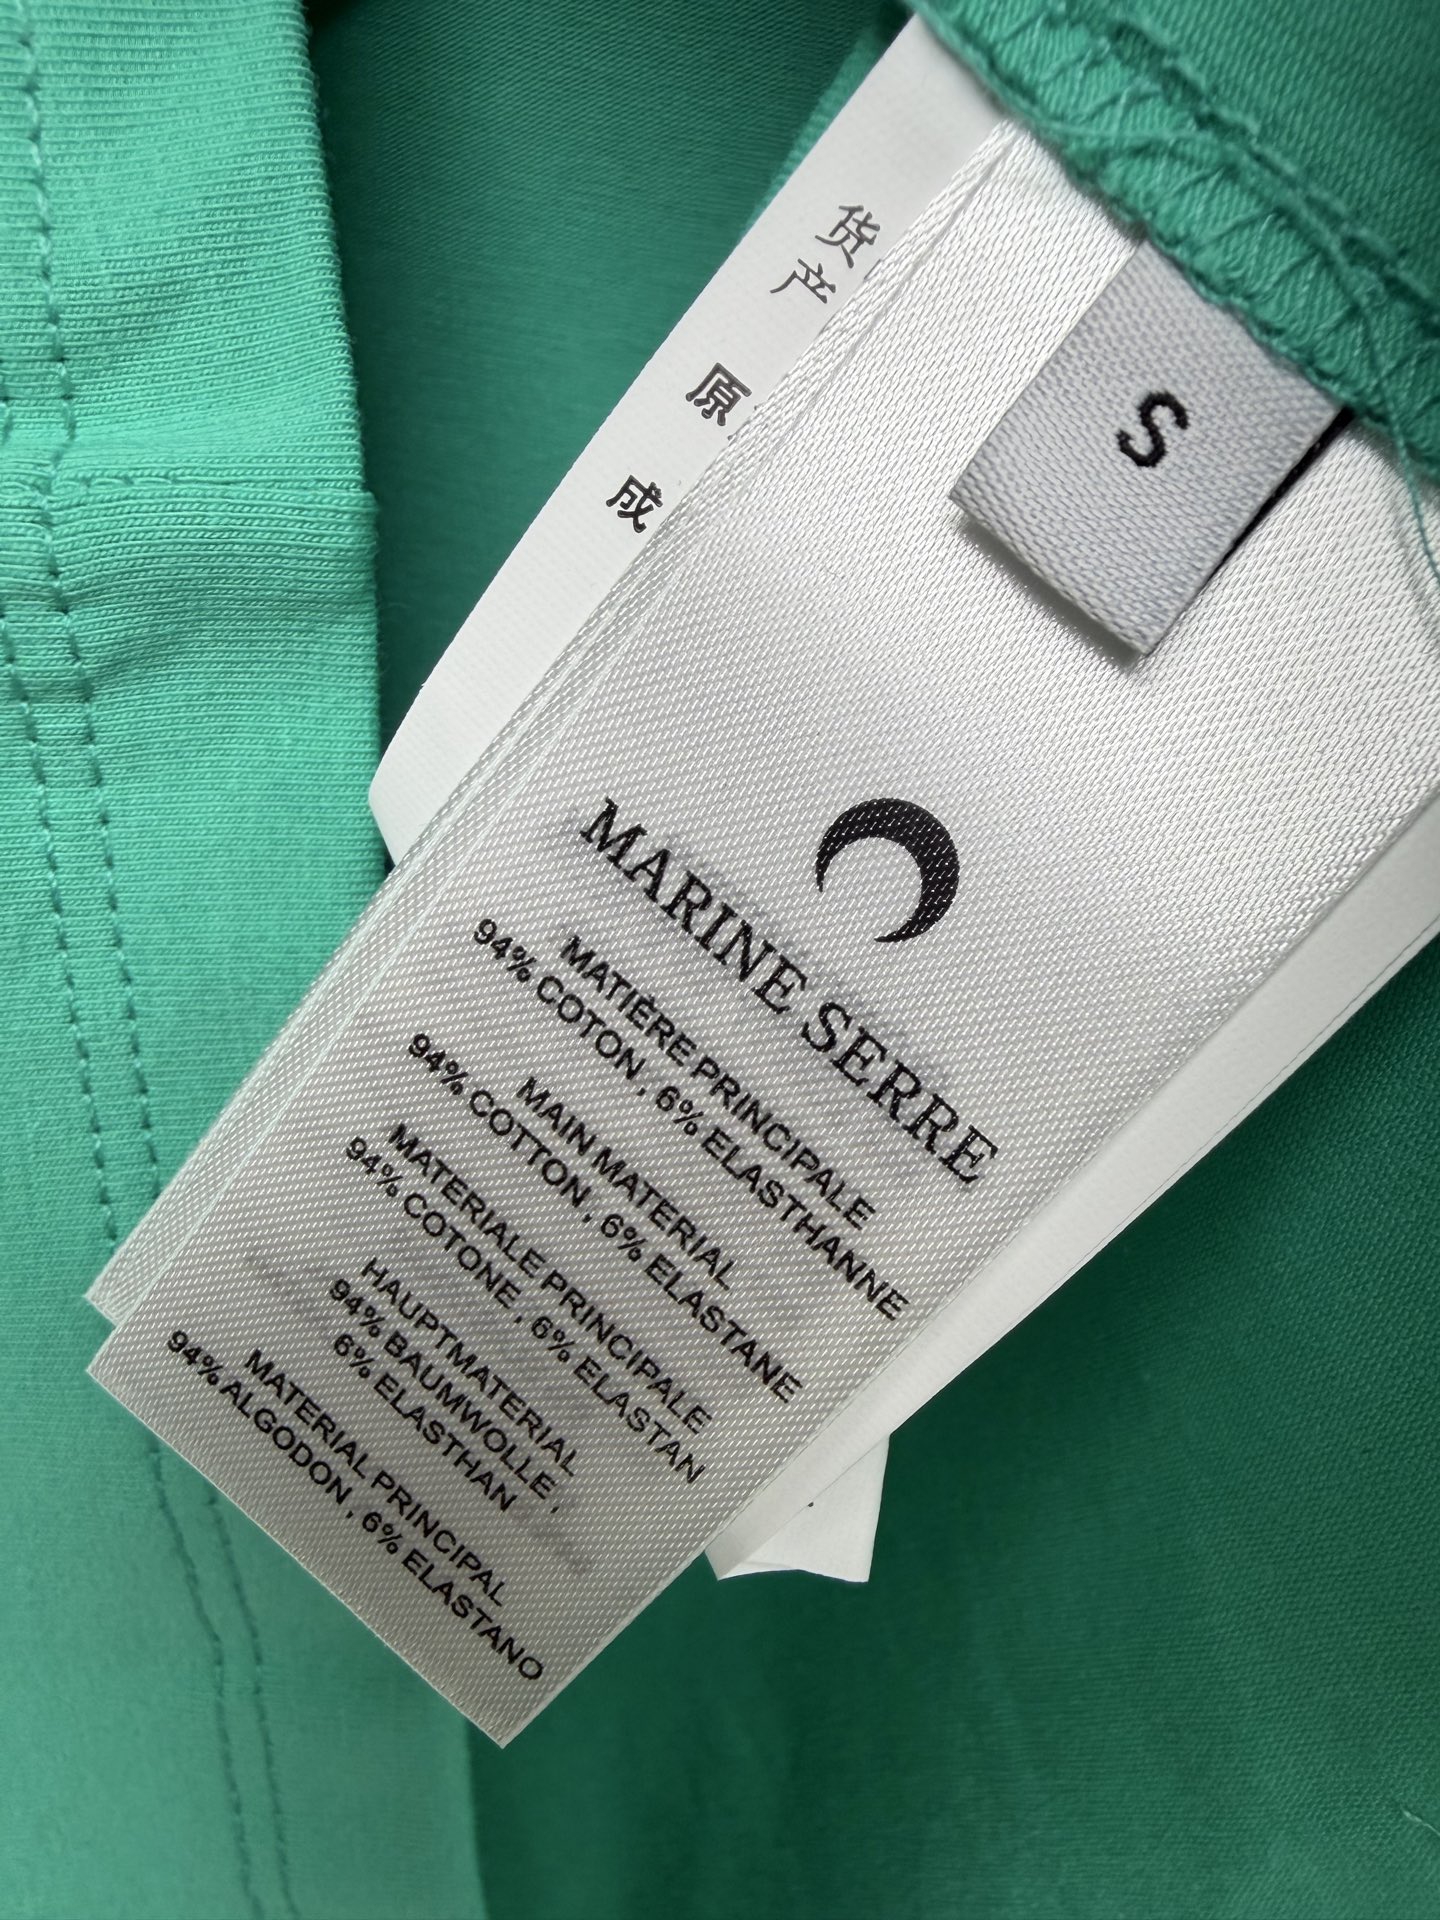 货
产
原
成
S
MARINE SERRE
MATIÈRE PRINCIPALE
94% COTON , 6% ELASTHANNE
MAIN MATERIAL
94% COTTON , 6% ELASTANE
MATERIALE PRINCIPALE
94% COTONE , 6% ELASTAN
HAUPTMATERIAL
94% BAUMWOLLE ,
6% ELASTHAN
MATERIAL PRINCIPAL
94% ALGODON , 6% ELASTANO